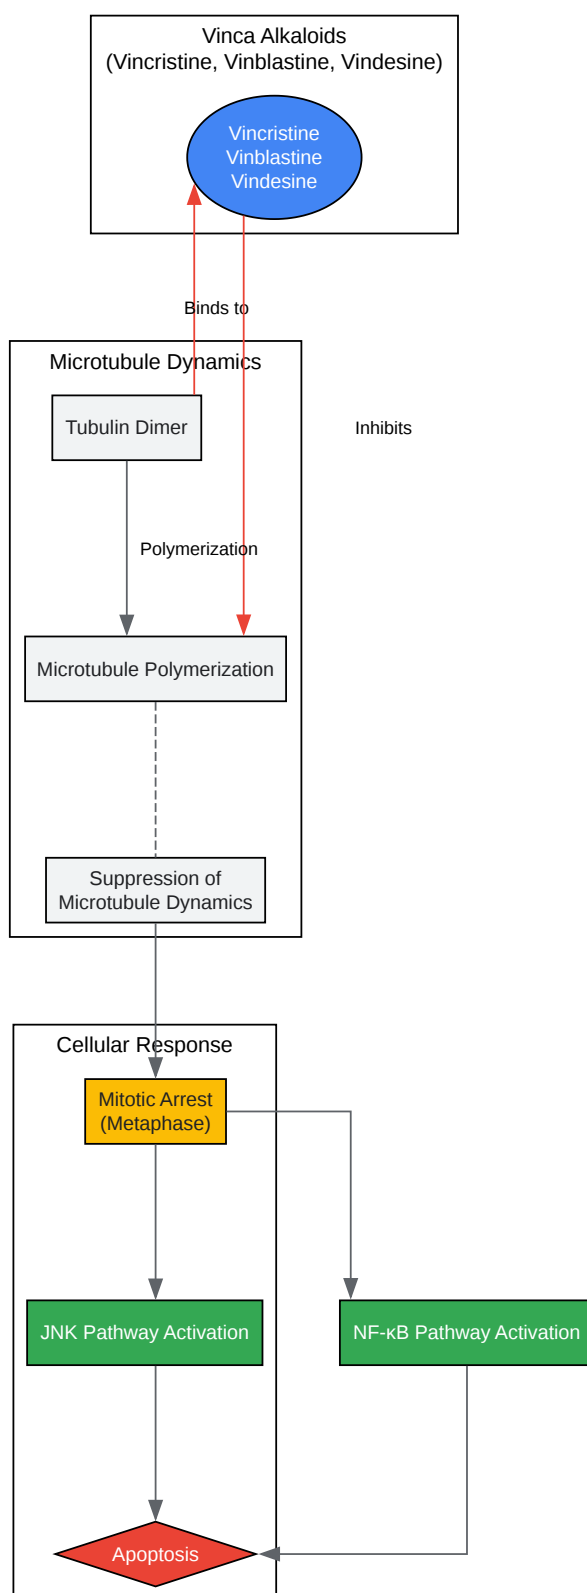 Vinca Alkaloids
(Vincristine, Vinblastine, Vindesine)
Vincristine
Vinblastine
Vindesine
Binds to
Microtubule Dynamics
Tubulin Dimer
Inhibits
Polymerization
Microtubule Polymerization
Suppression of
Microtubule Dynamics
Cellular Response
Mitotic Arrest
(Metaphase)
JNK Pathway Activation
NF-κB Pathway Activation
Apoptosis